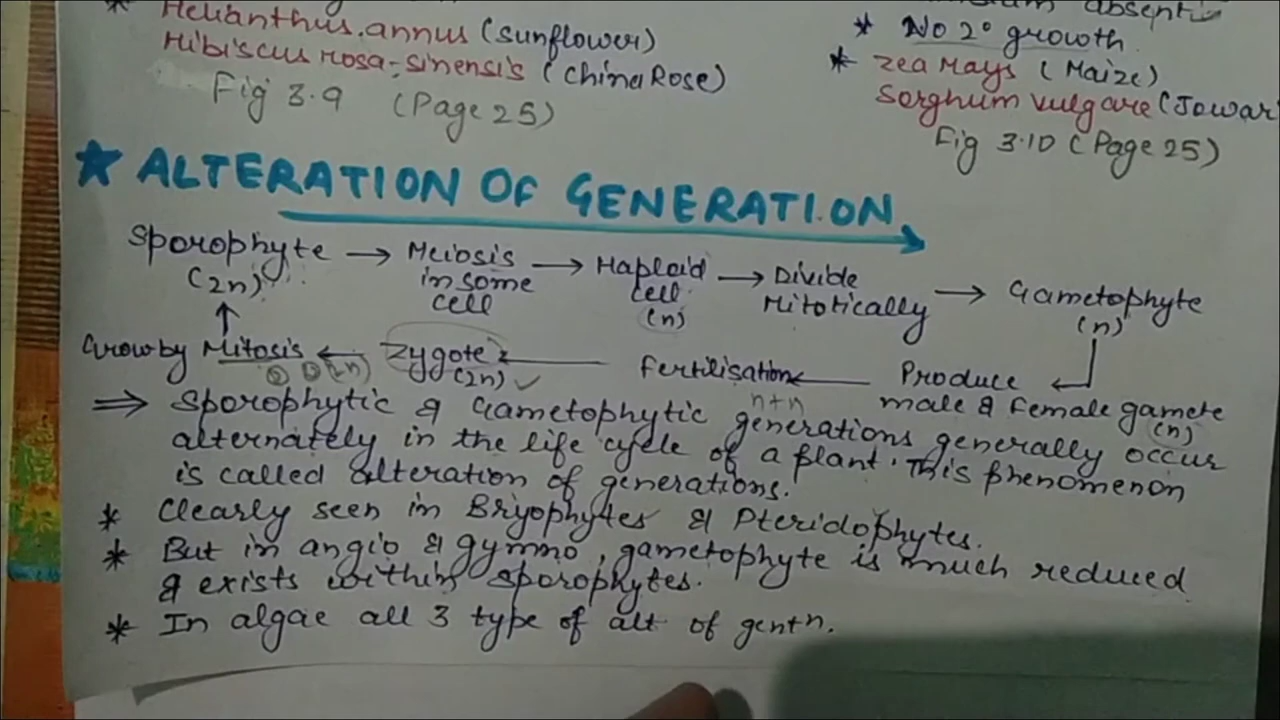 * Helianthus annus (sunflower)
Hibiscus rosa-sinensis (China Rose)
Fig 3.9 (Page 25)
absent
* No 2° growth
* Zea Mays (Maize)
Sorghum vulgare (Jowar
Fig 3.10 (Page 25)
★ ALTERATION OF GENERATION
Sporophyte (2n) → Meiosis in some cell → Haploid cell (n) → Divide Mitotically → Gametophyte (n)
Grow by Mitosis ← Zygote (2n) ← Fertilisation n+n ← Produce male & female gamete (n)
⇒ Sporophytic & Gametophytic generations generally occur
alternately in the life cycle of a plant. This phenomenon
is called alteration of generations.
* Clearly seen in Bryophytes & Pteridophytes.
* But in angio & gymno, gametophyte is much reduced
& exists within sporophytes.
* In algae all 3 type of alt of gentn.